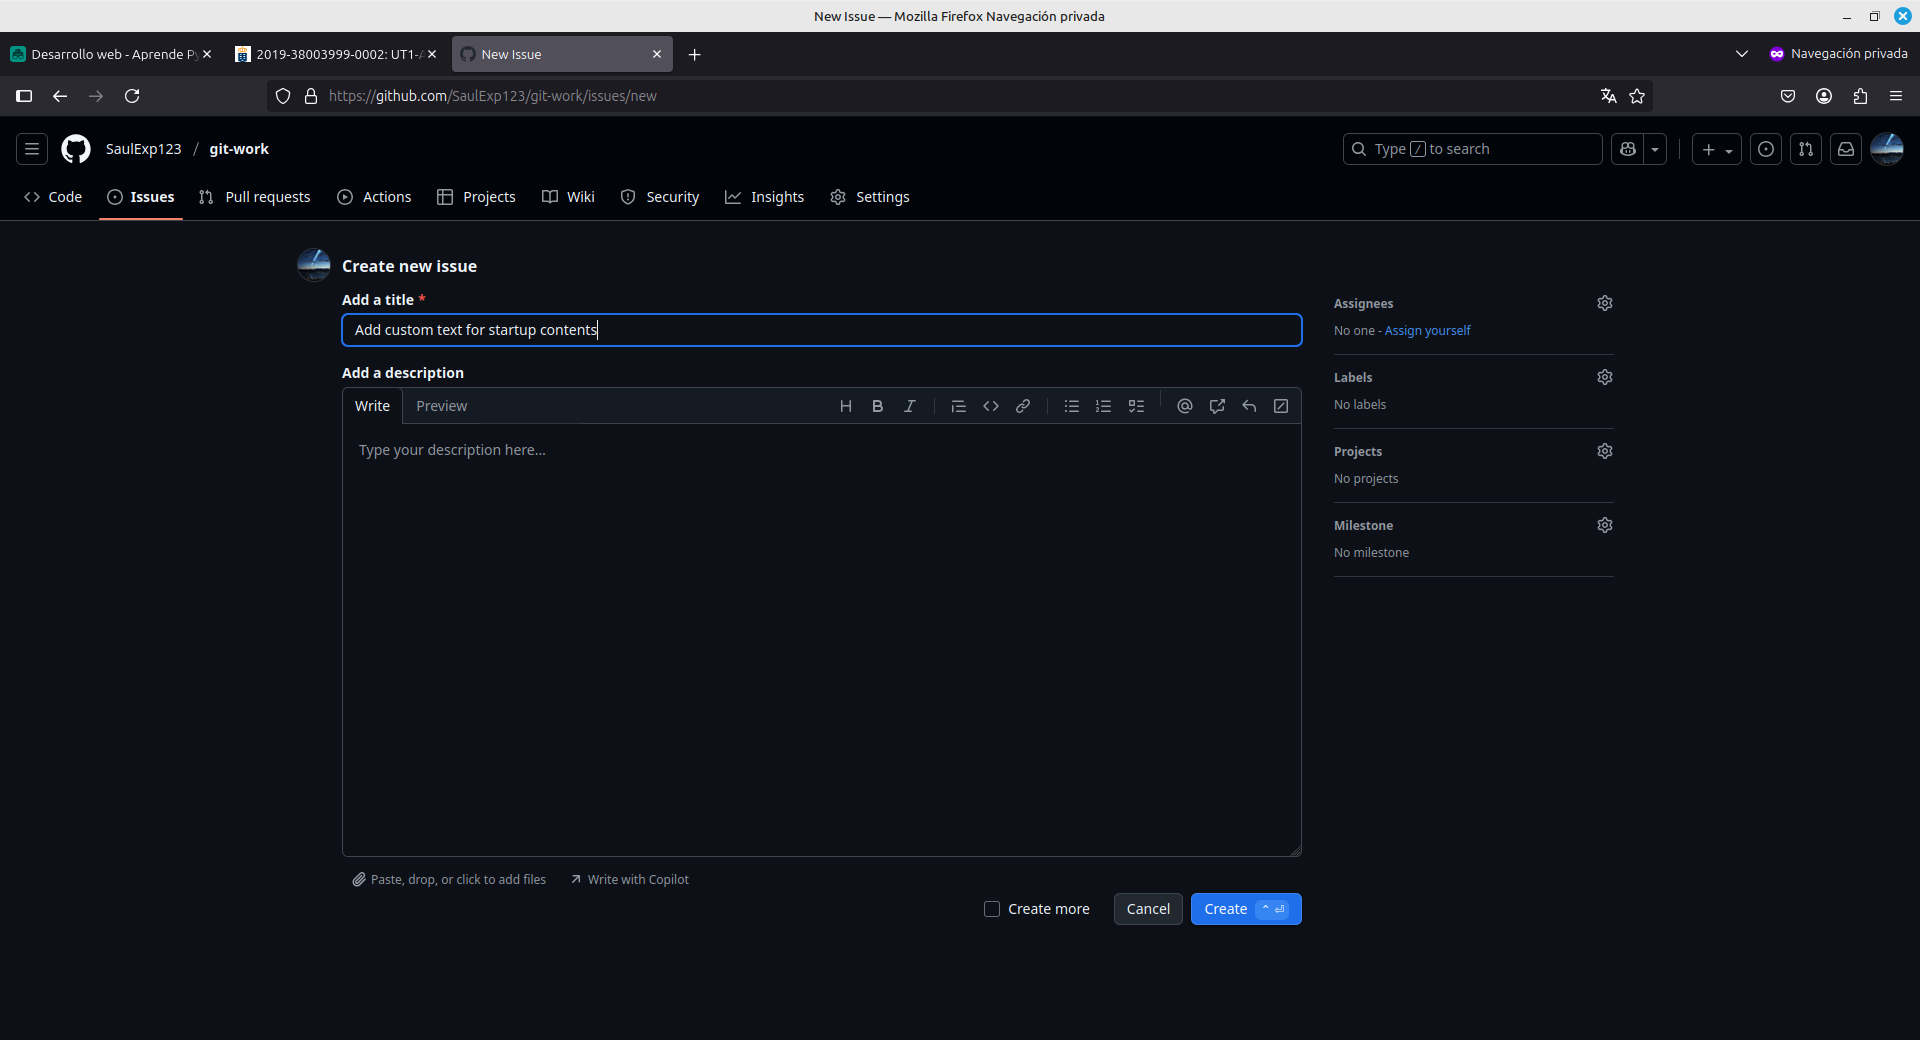 New Issue — Mozilla Firefox Navegación privada
Desarrollo web - Aprende Py
2019-38003999-0002: UT1-
New Issue
Navegación privada
https://github.com/SaulExp123/git-work/issues/new
SaulExp123 / git-work
Type / to search
Code
Issues
Pull requests
Actions
Projects
Wiki
Security
Insights
Settings
Create new issue
Add a title *
Add custom text for startup contents
Add a description
Write
Preview
Type your description here...
Paste, drop, or click to add files
Write with Copilot
Create more
Cancel
Create
Assignees
No one - Assign yourself
Labels
No labels
Projects
No projects
Milestone
No milestone